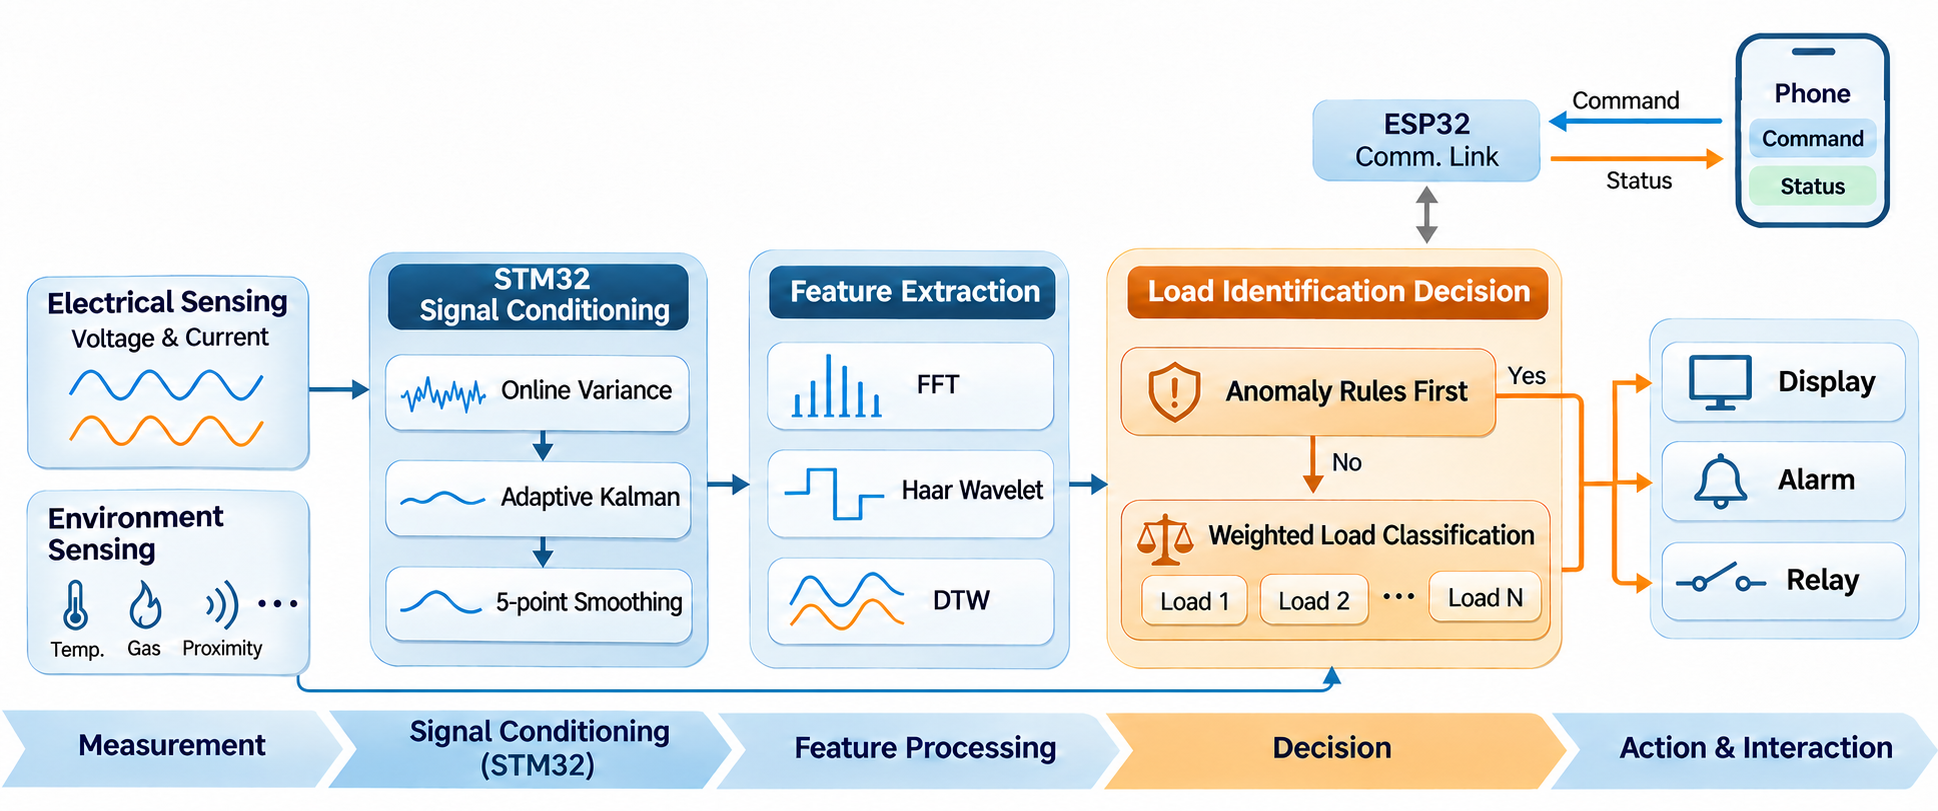 Phone
Command
Status
Command
Status
ESP32
Comm. Link
Electrical Sensing
Voltage & Current
Environment
Sensing
Temp.
Gas
Proximity
STM32
Signal Conditioning
Online Variance
Adaptive Kalman
5-point Smoothing
Feature Extraction
FFT
Haar Wavelet
DTW
Load Identification Decision
Anomaly Rules First
Yes
No
Weighted Load Classification
Load 1
Load 2
...
Load N
Display
Alarm
Relay
Measurement
Signal Conditioning
(STM32)
Feature Processing
Decision
Action & Interaction